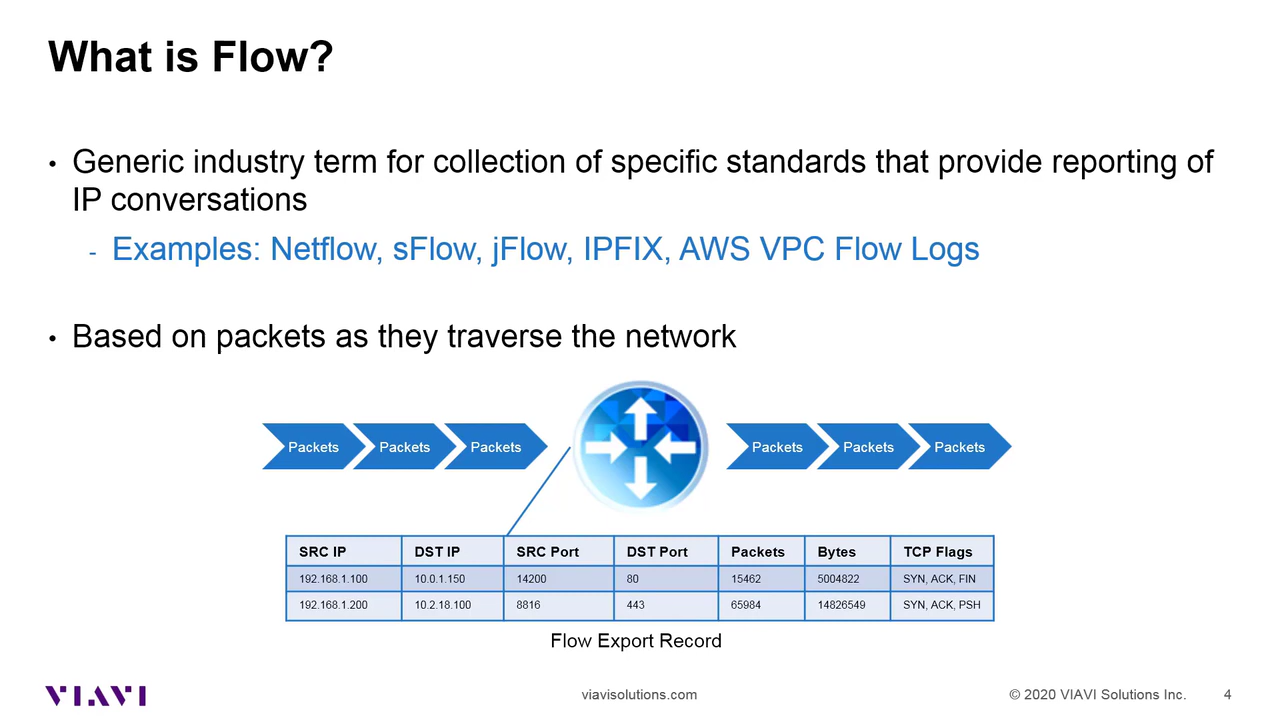 What is Flow?
• Generic industry term for collection of specific standards that provide reporting of
IP conversations
- Examples: Netflow, sFlow, jFlow, IPFIX, AWS VPC Flow Logs
• Based on packets as they traverse the network
Packets Packets Packets Packets Packets Packets
SRC IP DST IP SRC Port DST Port Packets Bytes TCP Flags
192.168.1.100 10.0.1.150 14200 80 15462 5004822 SYN, ACK, FIN
192.168.1.200 10.2.18.100 8816 443 65984 14826549 SYN, ACK, PSH
Flow Export Record
VIAVI viavisolutions.com © 2020 VIAVI Solutions Inc. 4